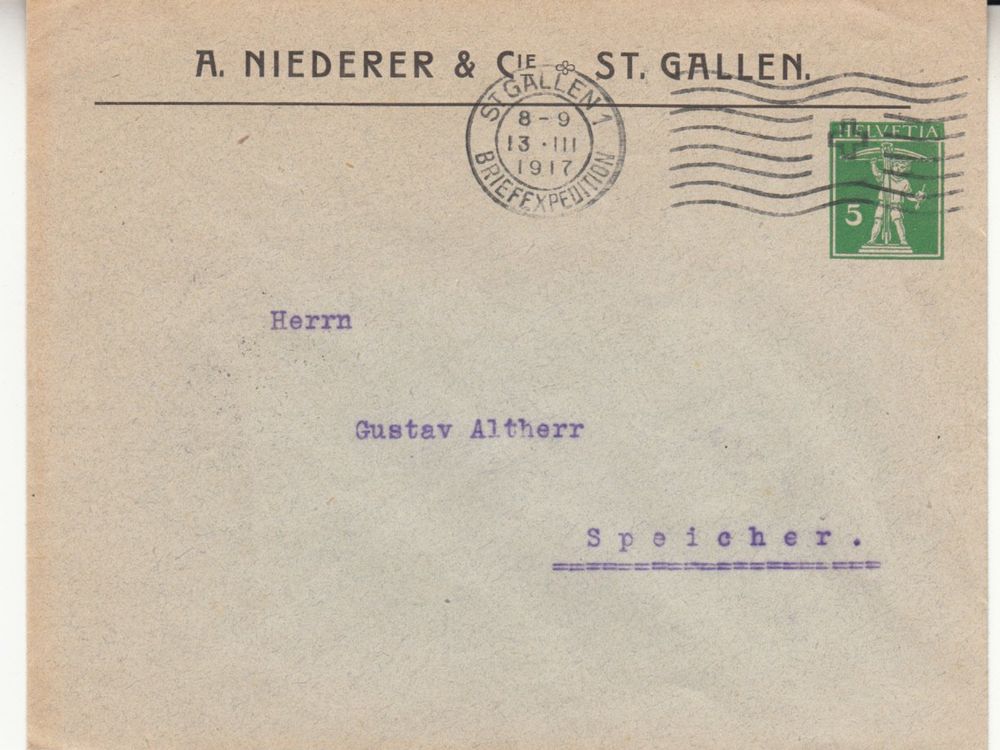 A. NIEDERER & CIE ST. GALLEN.
ST. GALLEN 1
8-9
13·III
1917
BRIEFEXPEDITION
HELVETIA
5
Herrn
Gustav Altherr
Speicher.